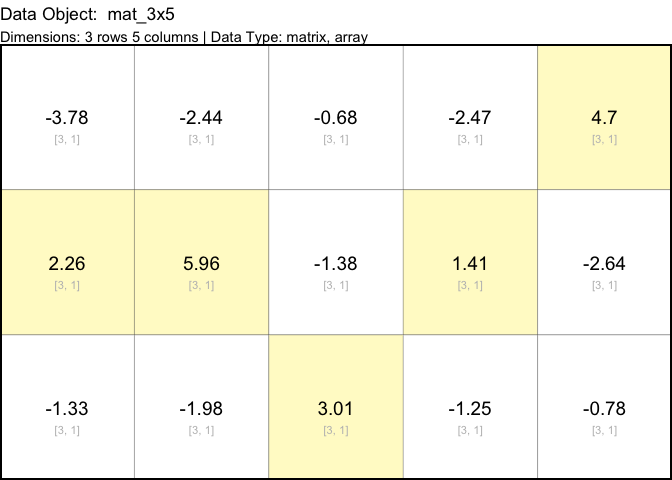 Data Object:  mat_3x5
Dimensions: 3 rows 5 columns | Data Type: matrix, array
-3.78 -2.44 -0.68 -2.47 4.7
[3, 1] [3, 1] [3, 1] [3, 1] [3, 1]
2.26 5.96 -1.38 1.41 -2.64
[3, 1] [3, 1] [3, 1] [3, 1] [3, 1]
-1.33 -1.98 3.01 -1.25 -0.78
[3, 1] [3, 1] [3, 1] [3, 1] [3, 1]